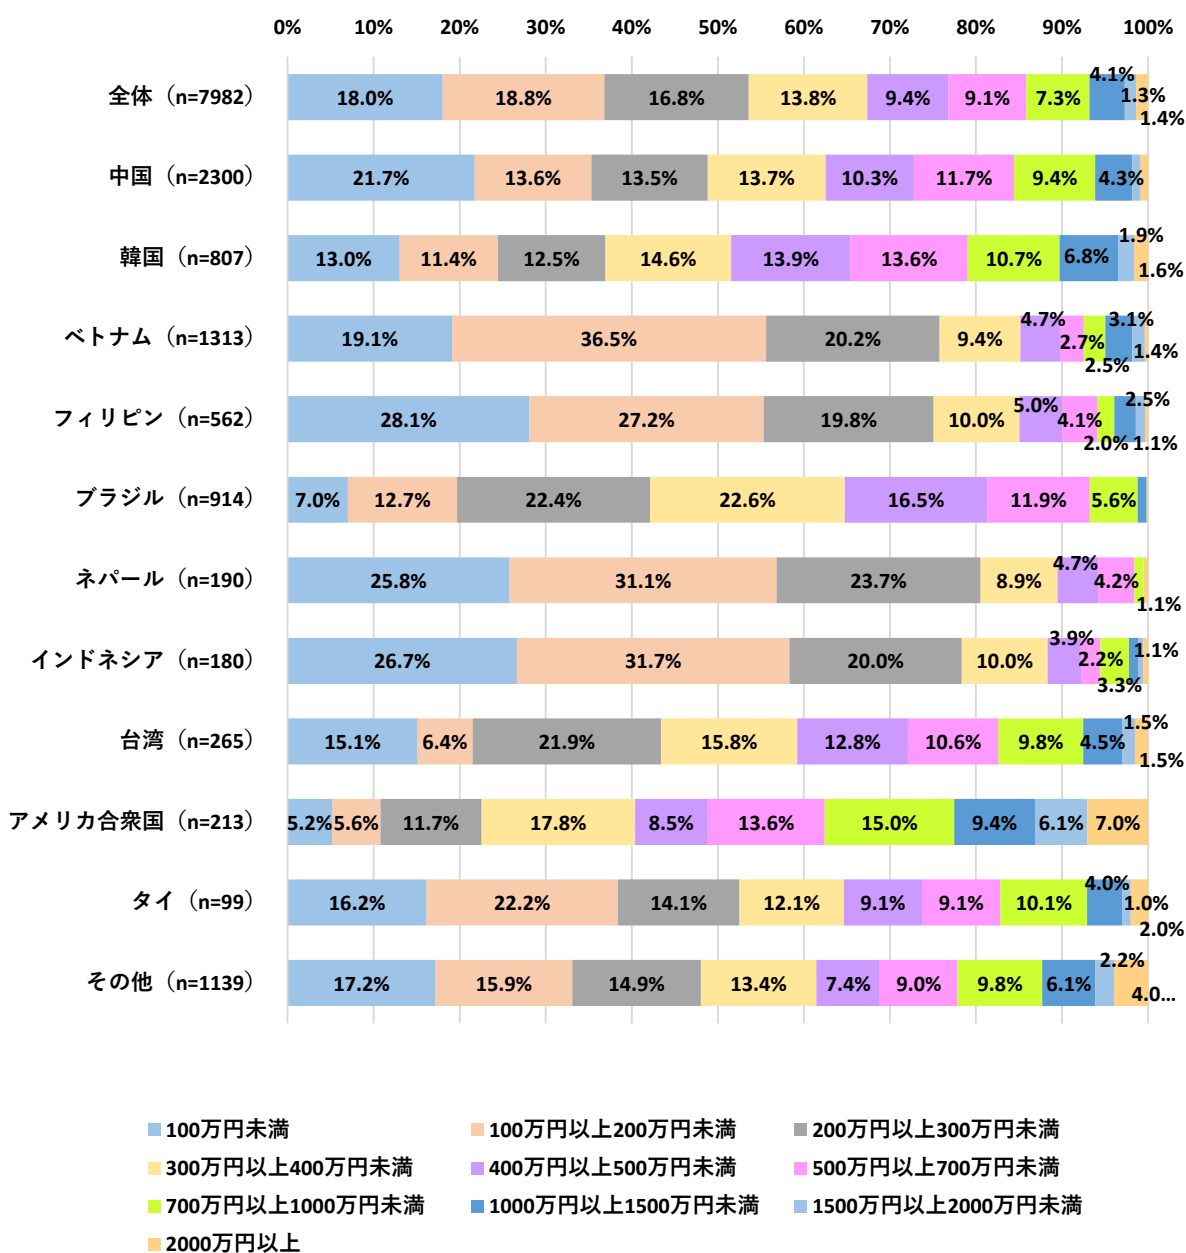 0% 10% 20% 30% 40% 50% 60% 70% 80% 90% 100%
全体（n=7982） 18.0% 18.8% 16.8% 13.8% 9.4% 9.1% 7.3% 4.1% 1.3% 1.4%
中国（n=2300） 21.7% 13.6% 13.5% 13.7% 10.3% 11.7% 9.4% 4.3%
韓国（n=807） 13.0% 11.4% 12.5% 14.6% 13.9% 13.6% 10.7% 6.8% 1.9% 1.6%
ベトナム（n=1313） 19.1% 36.5% 20.2% 9.4% 4.7% 2.7% 2.5% 3.1% 1.4%
フィリピン（n=562） 28.1% 27.2% 19.8% 10.0% 5.0% 4.1% 2.0% 2.5% 1.1%
ブラジル（n=914） 7.0% 12.7% 22.4% 22.6% 16.5% 11.9% 5.6%
ネパール（n=190） 25.8% 31.1% 23.7% 8.9% 4.7% 4.2% 1.1%
インドネシア（n=180） 26.7% 31.7% 20.0% 10.0% 3.9% 2.2% 3.3% 1.1%
台湾（n=265） 15.1% 6.4% 21.9% 15.8% 12.8% 10.6% 9.8% 4.5% 1.5% 1.5%
アメリカ合衆国（n=213） 5.2% 5.6% 11.7% 17.8% 8.5% 13.6% 15.0% 9.4% 6.1% 7.0%
タイ（n=99） 16.2% 22.2% 14.1% 12.1% 9.1% 9.1% 10.1% 4.0% 1.0% 2.0%
その他（n=1139） 17.2% 15.9% 14.9% 13.4% 7.4% 9.0% 9.8% 6.1% 2.2% 4.0…
100万円未満 100万円以上200万円未満 200万円以上300万円未満
300万円以上400万円未満 400万円以上500万円未満 500万円以上700万円未満
700万円以上1000万円未満 1000万円以上1500万円未満 1500万円以上2000万円未満
2000万円以上